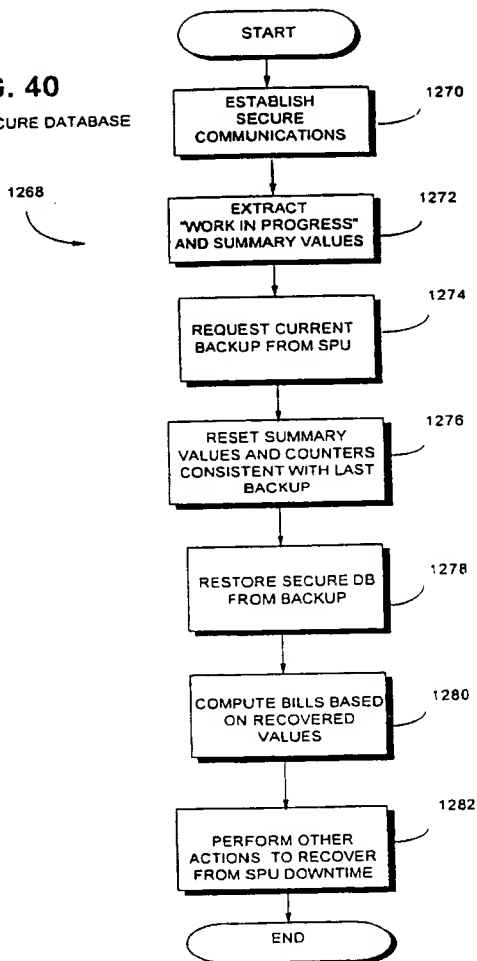 START
40
DATABASE
1268
ESTABLISH
SECURE
COMMUNICATIONS
1270
EXTRACT
"WORK IN PROGRESS"
AND SUMMARY VALUES
1272
REQUEST CURRENT
BACKUP FROM SPU
1274
RESET SUMMARY
VALUES AND COUNTERS
CONSISTENT WITH LAST
BACKUP
1276
RESTORE SECURE DB
FROM BACKUP
1278
COMPUTE BILLS BASED
ON RECOVERED
VALUES
1280
PERFORM OTHER
ACTIONS TO RECOVER
FROM SPU DOWNTIME
1282
END